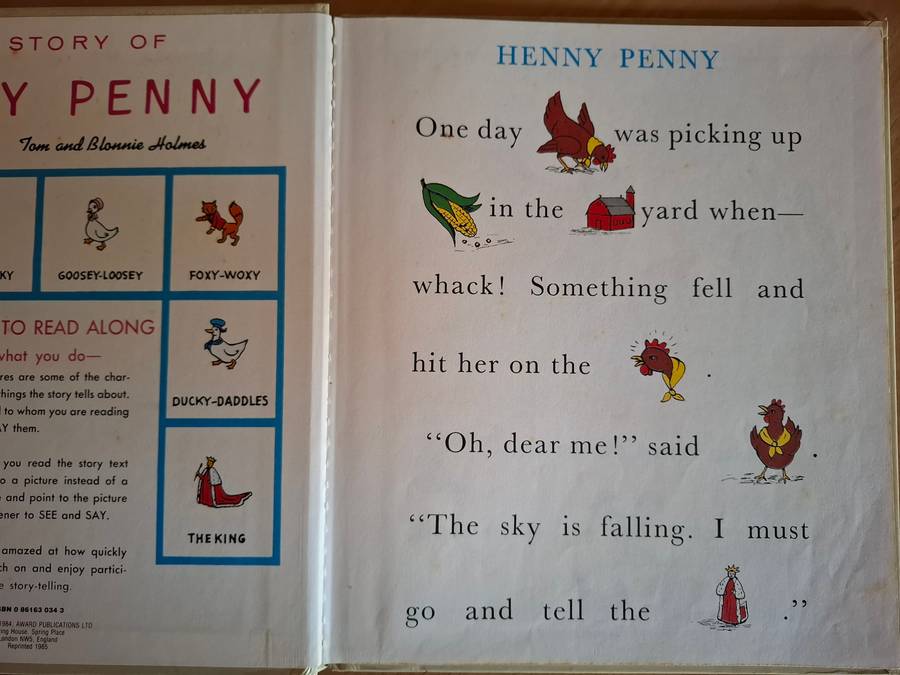 STORY OF
Y PENNY
Tom and Blonnie Holmes
KY GOOSEY-LOOSEY FOXY-WOXY
TO READ ALONG
what you do—
res are some of the char-
things the story tells about.
to whom you are reading
AY them.
DUCKY-DADDLES
you read the story text
o a picture instead of a
and point to the picture
ener to SEE and SAY.
THE KING
amazed at how quickly
ch on and enjoy partici-
e story-telling.
SBN 0 86163 034 3
1984, AWARD PUBLICATIONS LTD
ing House, Spring Place
London NW5, England
Reprinted 1985
HENNY PENNY
One day was picking up
in the yard when—
whack! Something fell and
hit her on the .
“Oh, dear me!” said .
“The sky is falling. I must
go and tell the .”